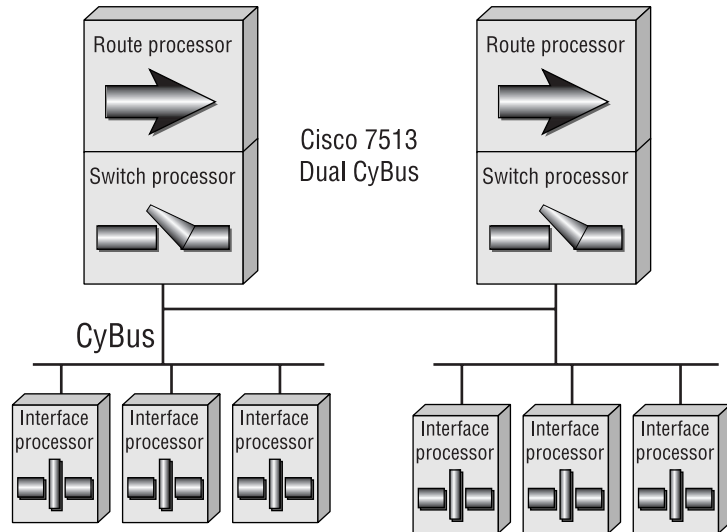 Route processor
Route processor
Cisco 7513
Dual CyBus
Switch processor
Switch processor
CyBus
Interface
processor
Interface
processor
Interface
processor
Interface
processor
Interface
processor
Interface
processor